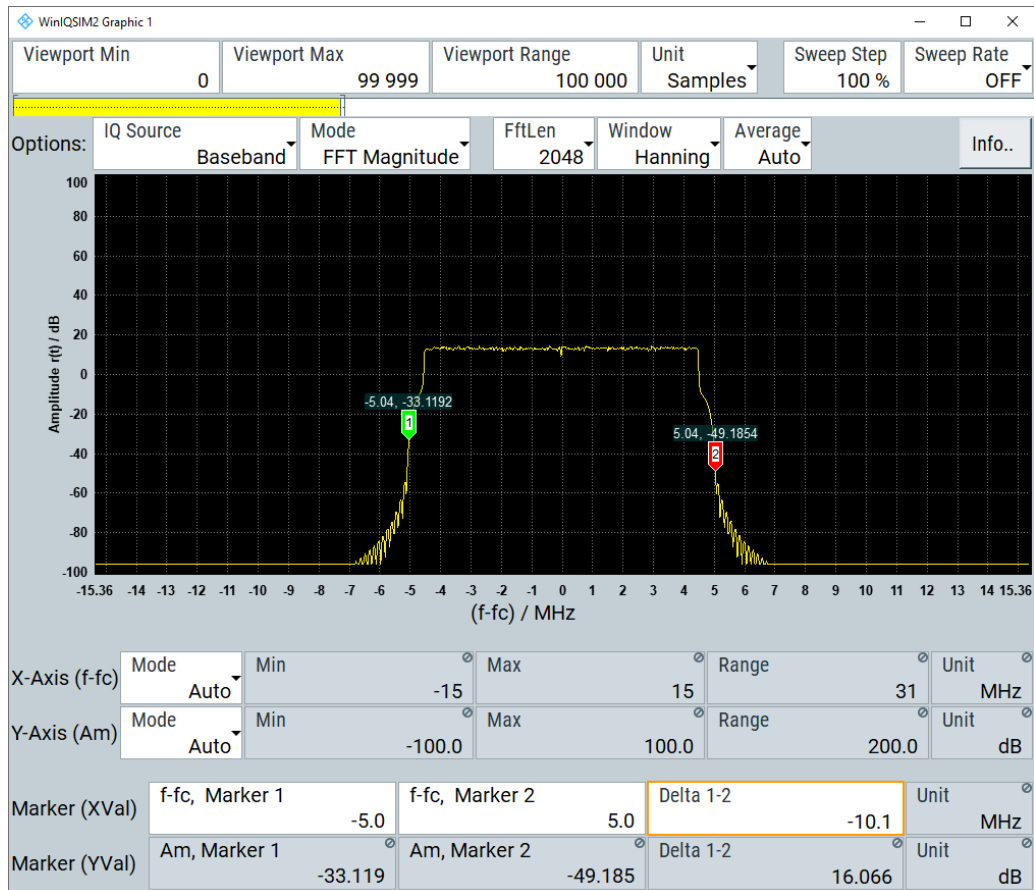 WinIQSIM2 Graphic 1
Viewport Min Viewport Max Viewport Range Unit Sweep Step Sweep Rate
0 99 999 100 000 Samples 100 % OFF
Options: IQ Source Mode FftLen Window Average Info..
Baseband FFT Magnitude 2048 Hanning Auto
100
80
60
40
20
0
-20
-40
-60
-80
-100
Amplitude r(t) / dB
-5.04, -33.1192
1
5.04, -49.1854
2
-15.36 -14 -13 -12 -11 -10 -9 -8 -7 -6 -5 -4 -3 -2 -1 0 1 2 3 4 5 6 7 8 9 10 11 12 13 14 15.36
(f-fc) / MHz
X-Axis (f-fc) Mode Min Max Range Unit
Auto -15 15 31 MHz
Y-Axis (Am) Mode Min Max Range Unit
Auto -100.0 100.0 200.0 dB
Marker (XVal) f-fc, Marker 1 f-fc, Marker 2 Delta 1-2 Unit
-5.0 5.0 -10.1 MHz
Marker (YVal) Am, Marker 1 Am, Marker 2 Delta 1-2 Unit
-33.119 -49.185 16.066 dB